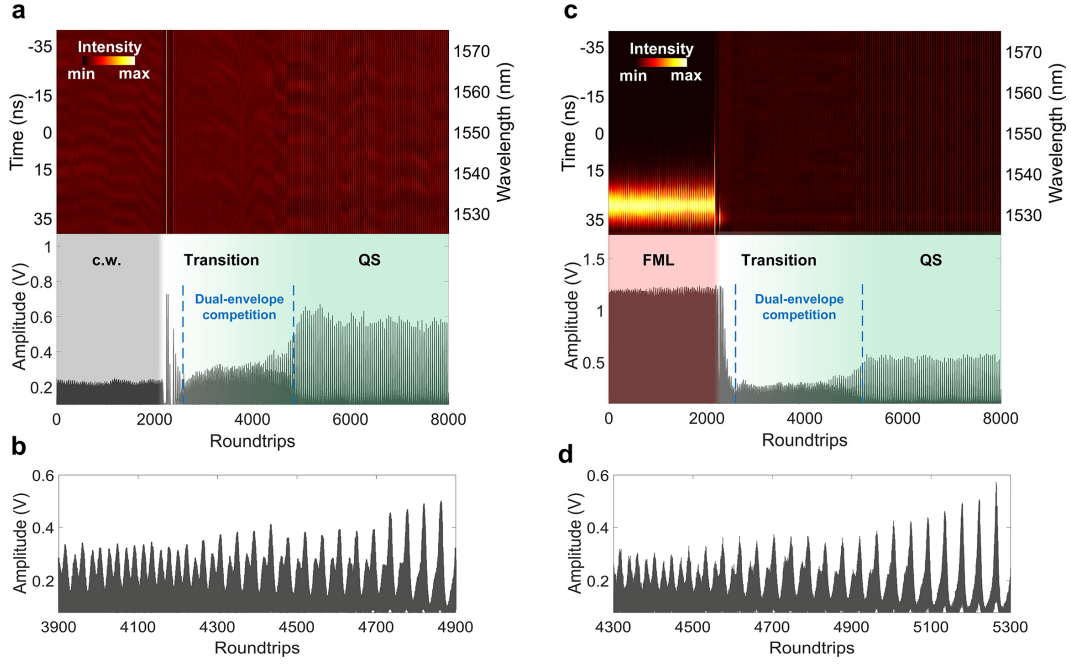 a
Time (ns)
-35
-15
0
15
35
Intensity
min max
1570
1560
1550
1540
1530
Wavelength (nm)
Amplitude (V)
1
0.8
0.6
0.4
0.2
c.w.
Transition
QS
Dual-envelope
competition
0 2000 4000 6000 8000
Roundtrips
b
Amplitude (V)
0.6
0.4
0.2
3900 4100 4300 4500 4700 4900
Roundtrips
c
Time (ns)
-35
-15
0
15
35
Intensity
min max
1570
1560
1550
1540
1530
Wavelength (nm)
Amplitude (V)
1.5
1
0.5
FML
Transition
QS
Dual-envelope
competition
0 2000 4000 6000 8000
Roundtrips
d
Amplitude (V)
0.6
0.4
0.2
4300 4500 4700 4900 5100 5300
Roundtrips